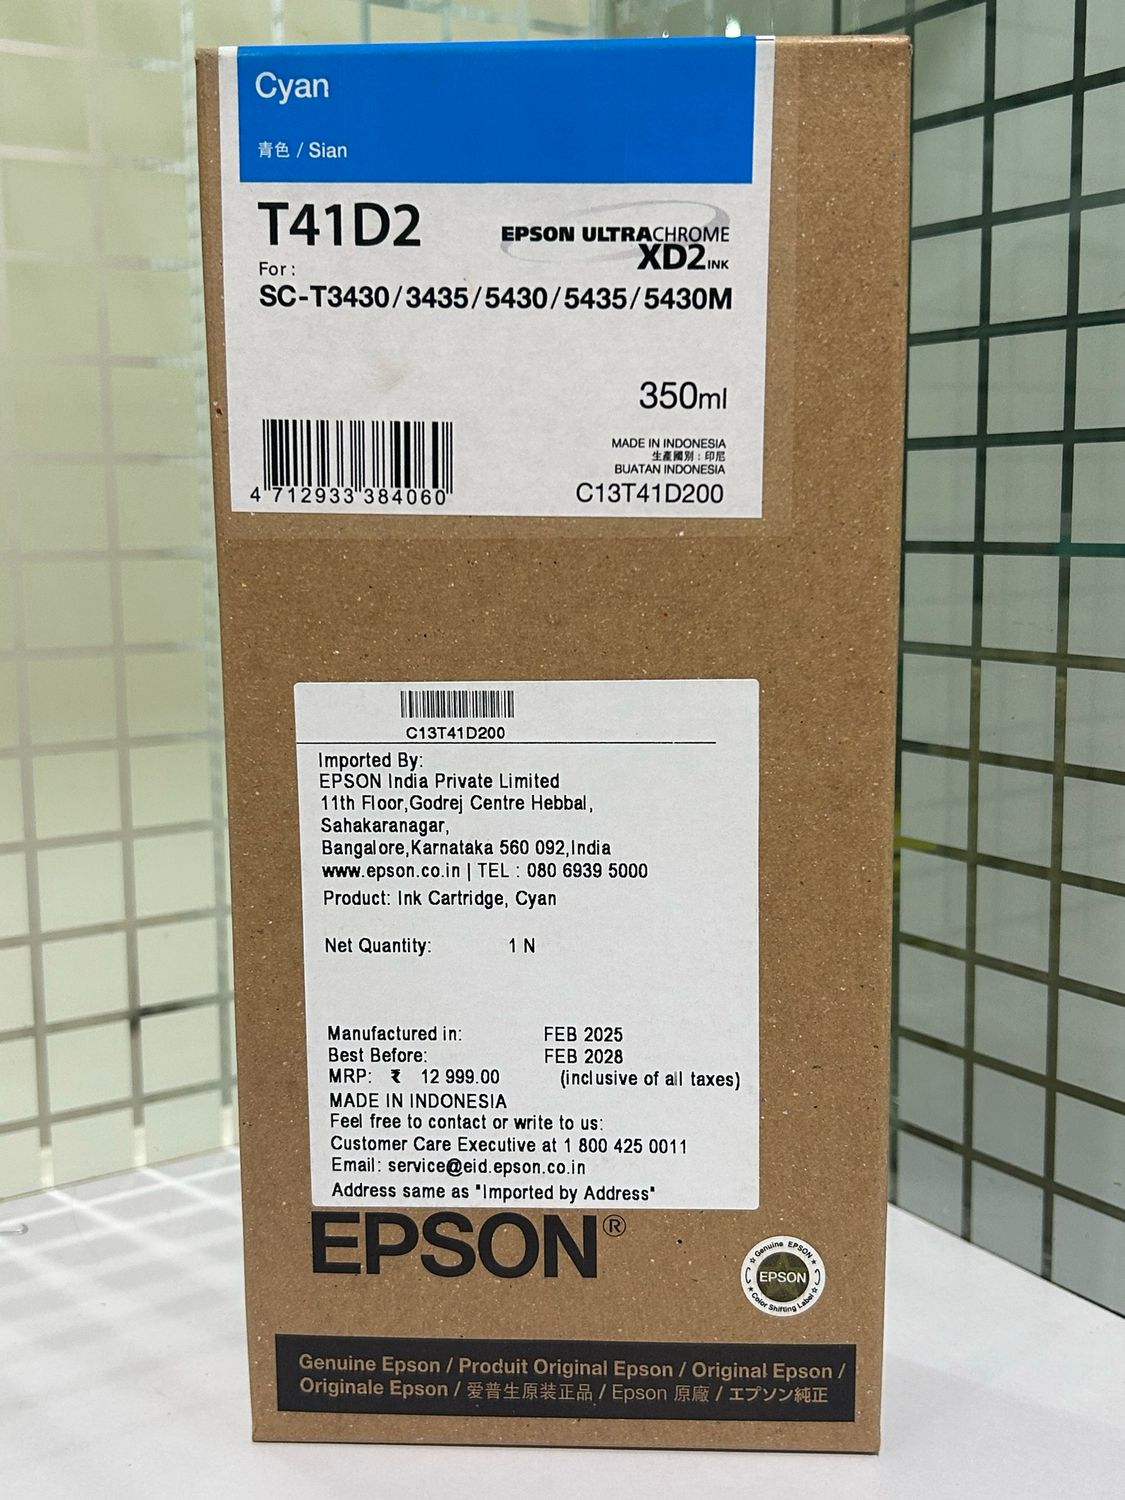 Cyan
青色 / Sian
T41D2
EPSON ULTRACHROME
XD2 INK
For :
SC-T3430/3435/5430/5435/5430M
350ml
MADE IN INDONESIA
生產國別：印尼
BUATAN INDONESIA
C13T41D200
4 712933 384060
C13T41D200
Imported By:
EPSON India Private Limited
11th Floor,Godrej Centre Hebbal,
Sahakaranagar,
Bangalore,Karnataka 560 092,India
www.epson.co.in | TEL : 080 6939 5000
Product: Ink Cartridge, Cyan
Net Quantity: 1 N
Manufactured in: FEB 2025
Best Before: FEB 2028
MRP: ₹ 12 999.00 (inclusive of all taxes)
MADE IN INDONESIA
Feel free to contact or write to us:
Customer Care Executive at 1 800 425 0011
Email: service@eid.epson.co.in
Address same as "Imported by Address"
EPSON®
Genuine EPSON
EPSON
Color Shifting Label
Genuine Epson / Produit Original Epson / Original Epson /
Originale Epson / 爱普生原装正品 / Epson 原廠 / エプソン純正